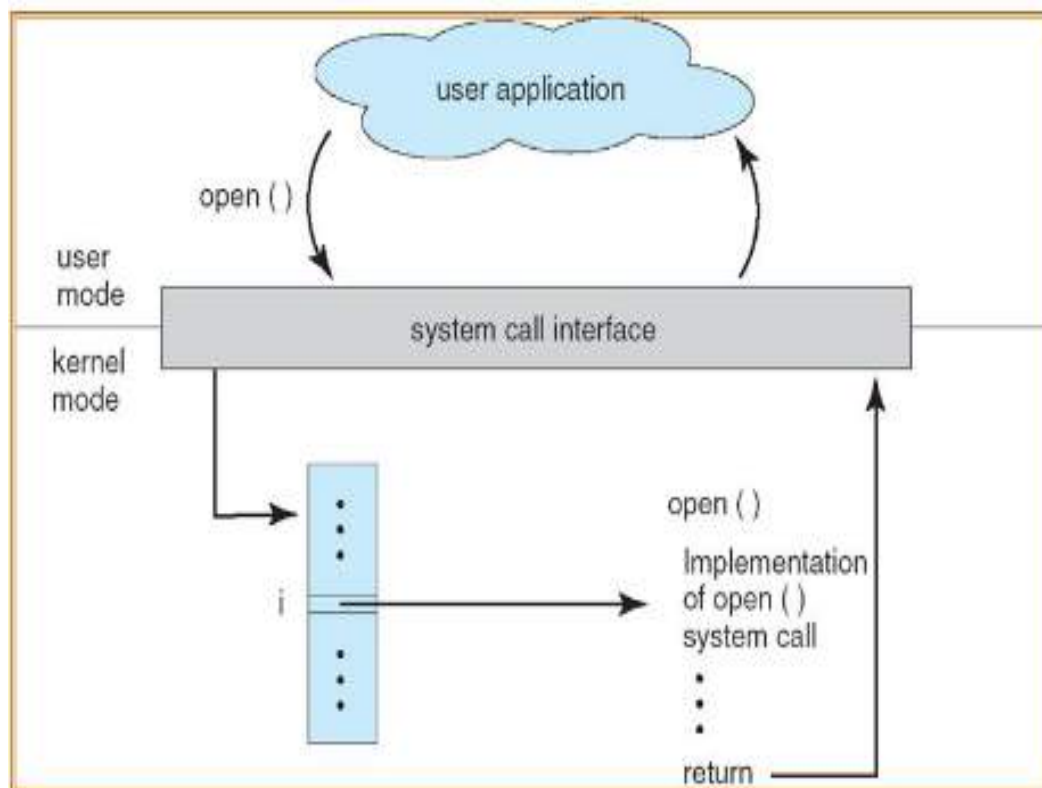 user application
open ( )
user
mode
system call interface
kernel
mode
i
open ( )
Implementation
of open ( )
system call
return